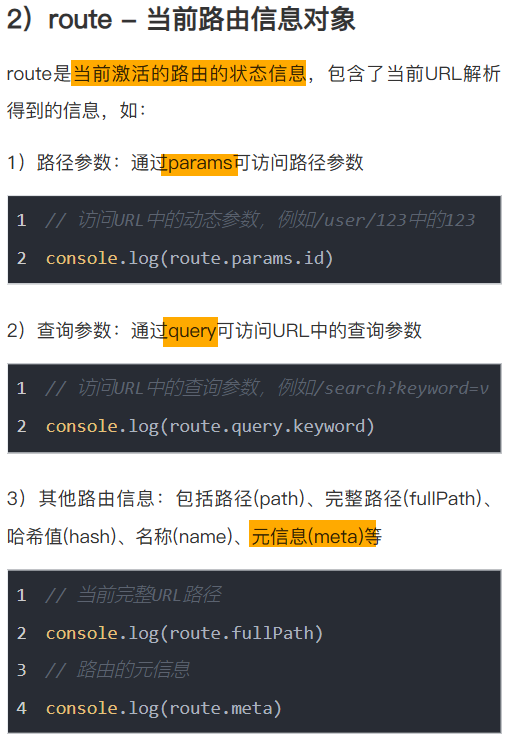 2）route - 当前路由信息对象
route是当前激活的路由的状态信息，包含了当前URL解析
得到的信息，如：
1）路径参数：通过params可访问路径参数
1 // 访问URL中的动态参数，例如/user/123中的123
2 console.log(route.params.id)
2）查询参数：通过query可访问URL中的查询参数
1 // 访问URL中的查询参数，例如/search?keyword=v
2 console.log(route.query.keyword)
3）其他路由信息：包括路径(path)、完整路径(fullPath)、
哈希值(hash)、名称(name)、元信息(meta)等
1 // 当前完整URL路径
2 console.log(route.fullPath)
3 // 路由的元信息
4 console.log(route.meta)